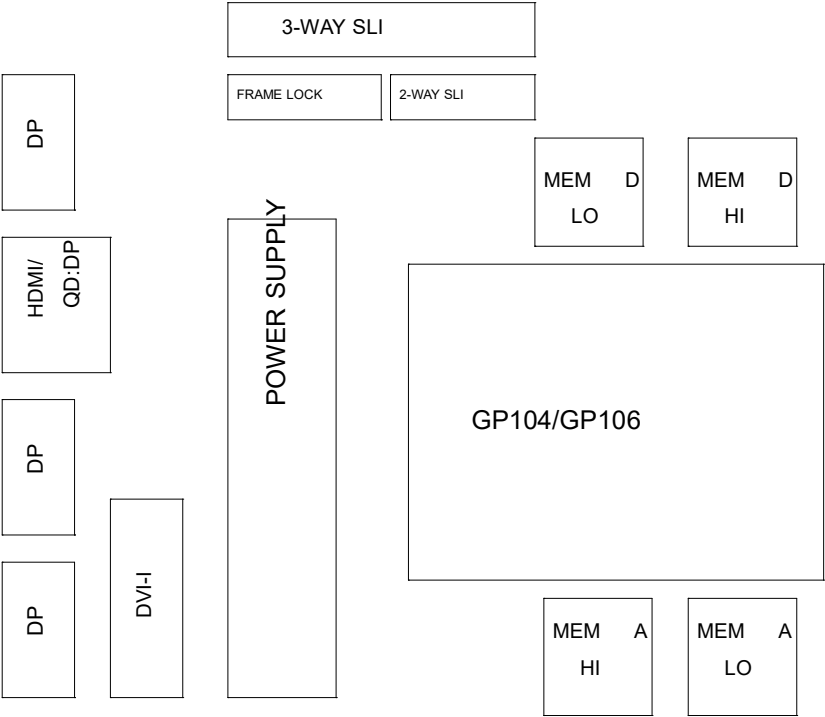 3-WAY SLI
FRAME LOCK
2-WAY SLI
DP
MEM D
LO
MEM D
HI
HDMI/
QD:DP
POWER SUPPLY
GP104/GP106
DP
DVI-I
DP
MEM A
HI
MEM A
LO